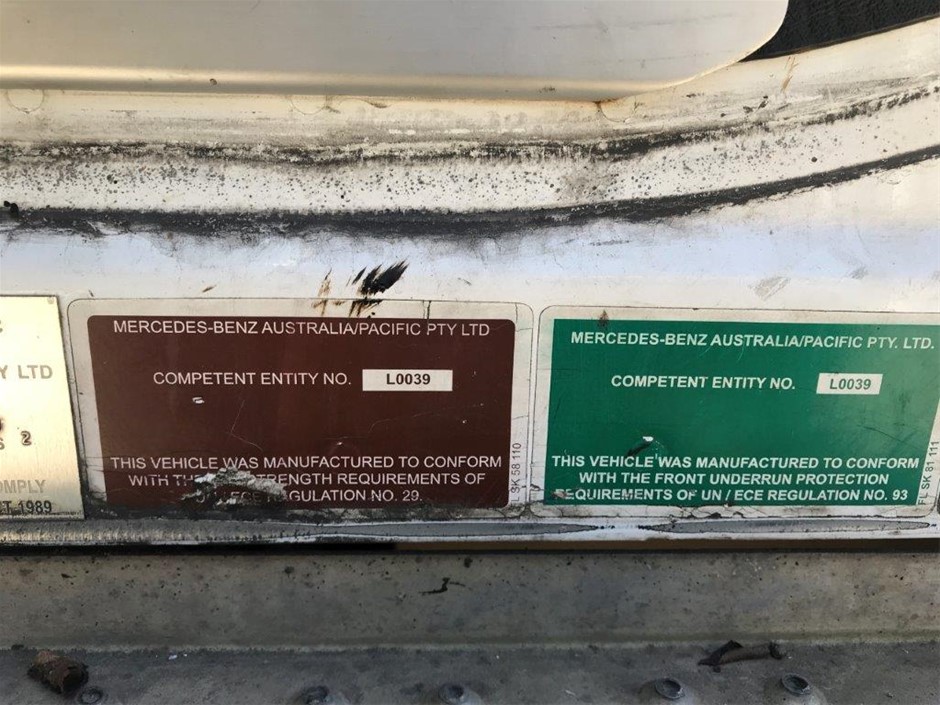 Y LTD
S 2
OMPLY
T 1989
MERCEDES-BENZ AUSTRALIA/PACIFIC PTY LTD
COMPETENT ENTITY NO. L0039
THIS VEHICLE WAS MANUFACTURED TO CONFORM
WITH STRENGTH REQUIREMENTS OF
ECE REGULATION NO. 29.
FL SK 58 110
MERCEDES-BENZ AUSTRALIA/PACIFIC PTY. LTD.
COMPETENT ENTITY NO. L0039
THIS VEHICLE WAS MANUFACTURED TO CONFORM
WITH THE FRONT UNDERRUN PROTECTION
REQUIREMENTS OF UN / ECE REGULATION NO. 93
FL SK 81 111